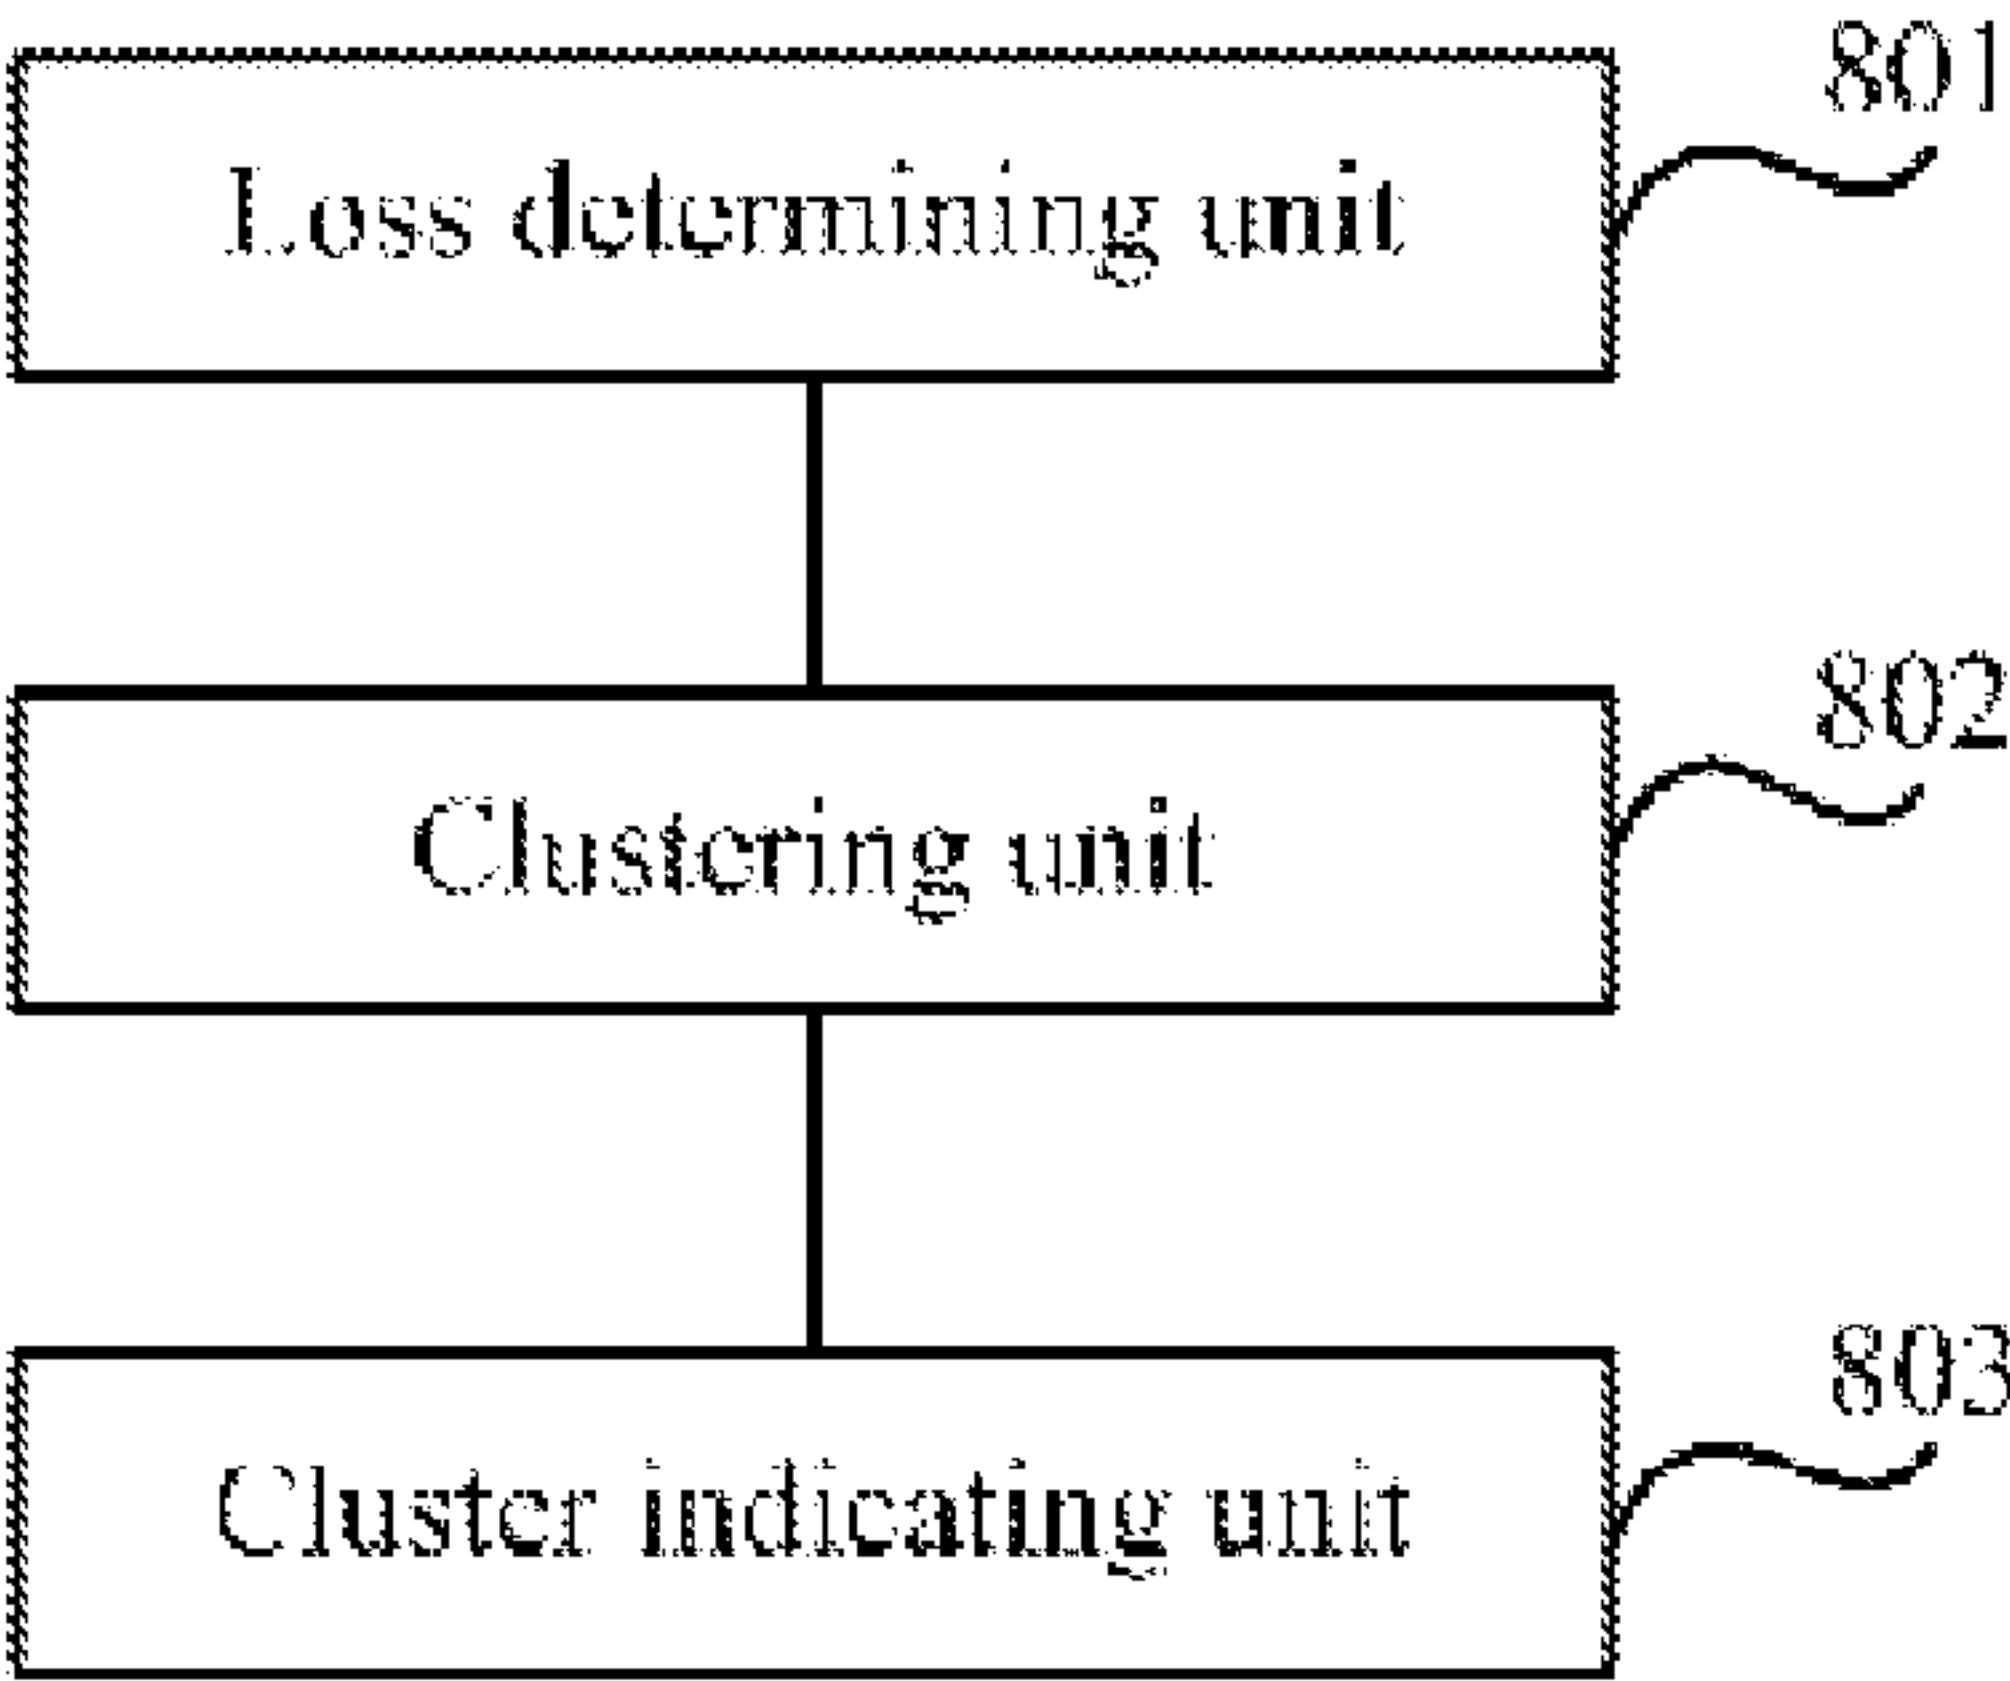 801
Loss determining unit
802
Clustering unit
803
Cluster indicating unit